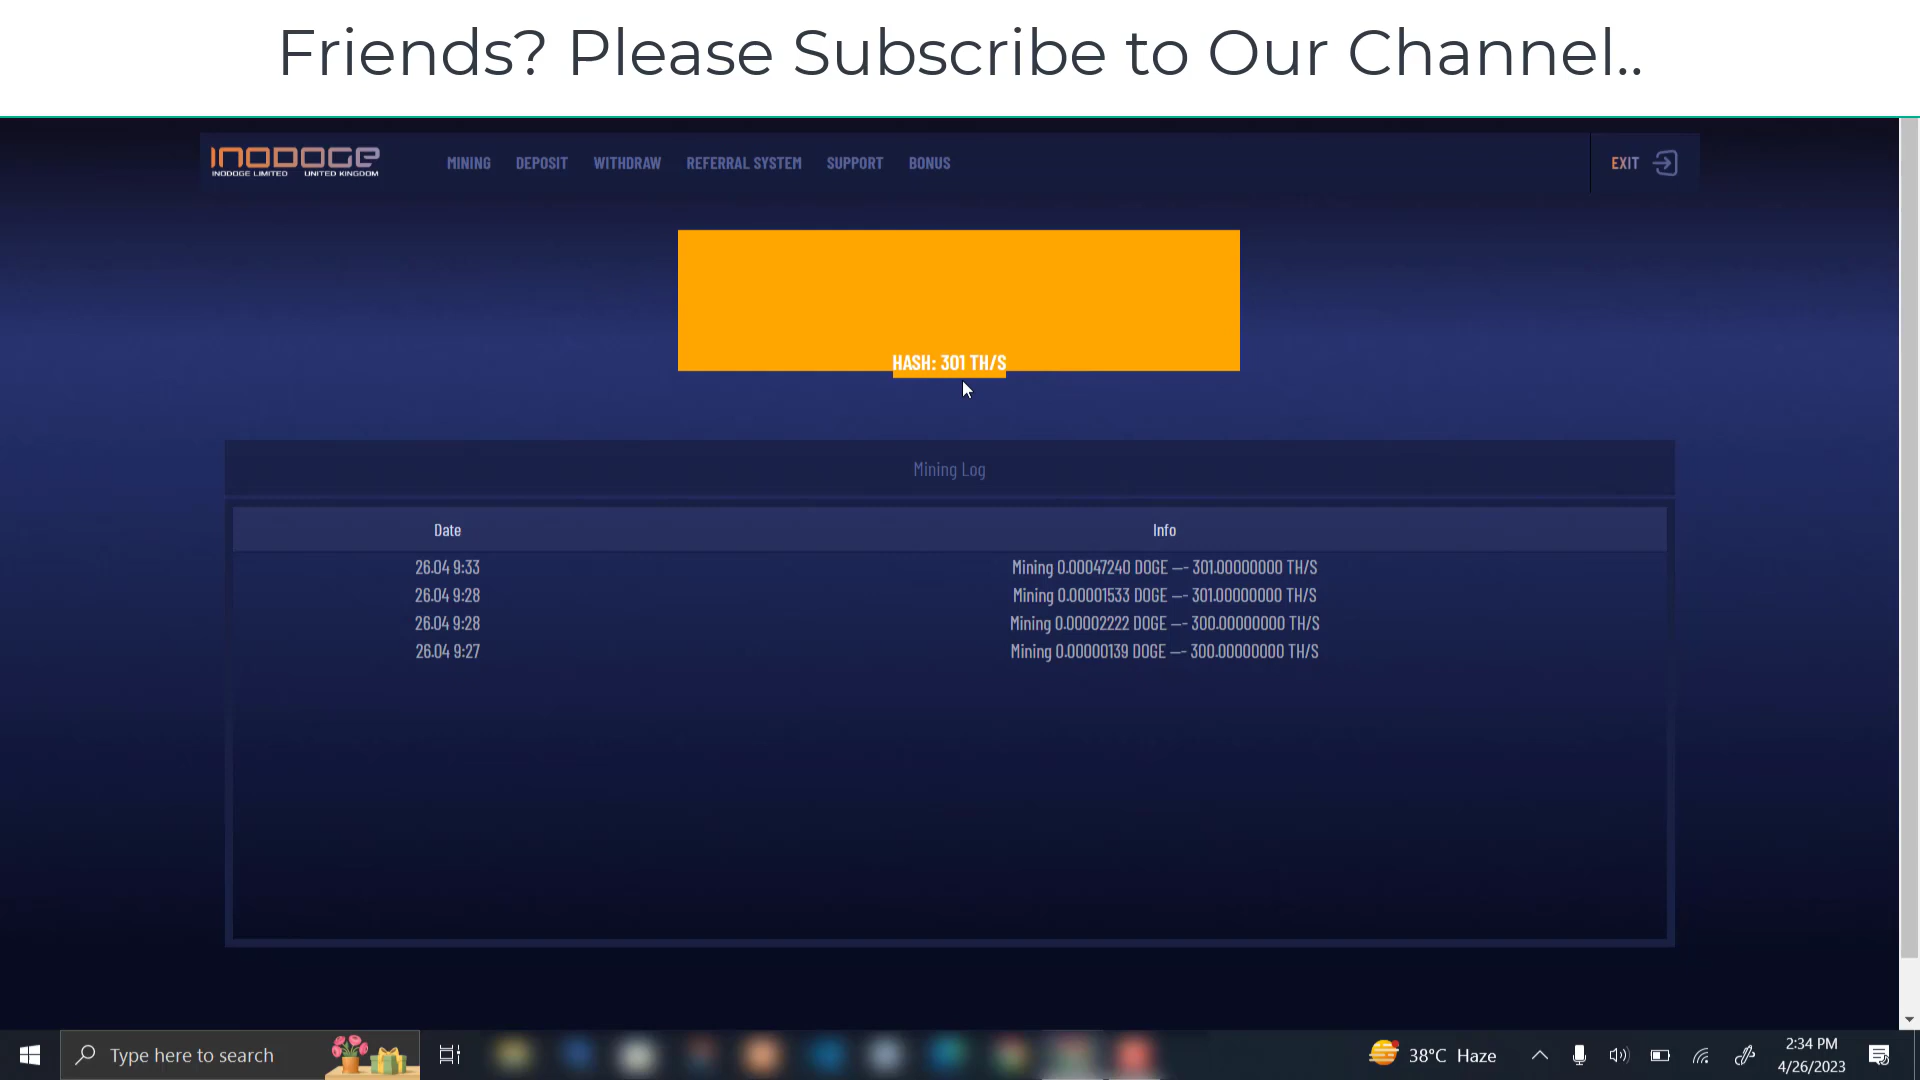 Friends? Please Subscribe to Our Channel..
INODOGE
INODOGE LIMITED UNITED KINGDOM
MINING DEPOSIT WITHDRAW REFERRAL SYSTEM SUPPORT BONUS
EXIT
HASH: 301 TH/S
Mining Log
Date Info
26.04 9:33 Mining 0.00047240 DOGE —- 301.00000000 TH/S
26.04 9:28 Mining 0.00001533 DOGE —- 301.00000000 TH/S
26.04 9:28 Mining 0.00002222 DOGE —- 300.00000000 TH/S
26.04 9:27 Mining 0.00000139 DOGE —- 300.00000000 TH/S
Type here to search
38°C Haze
2:34 PM
4/26/2023